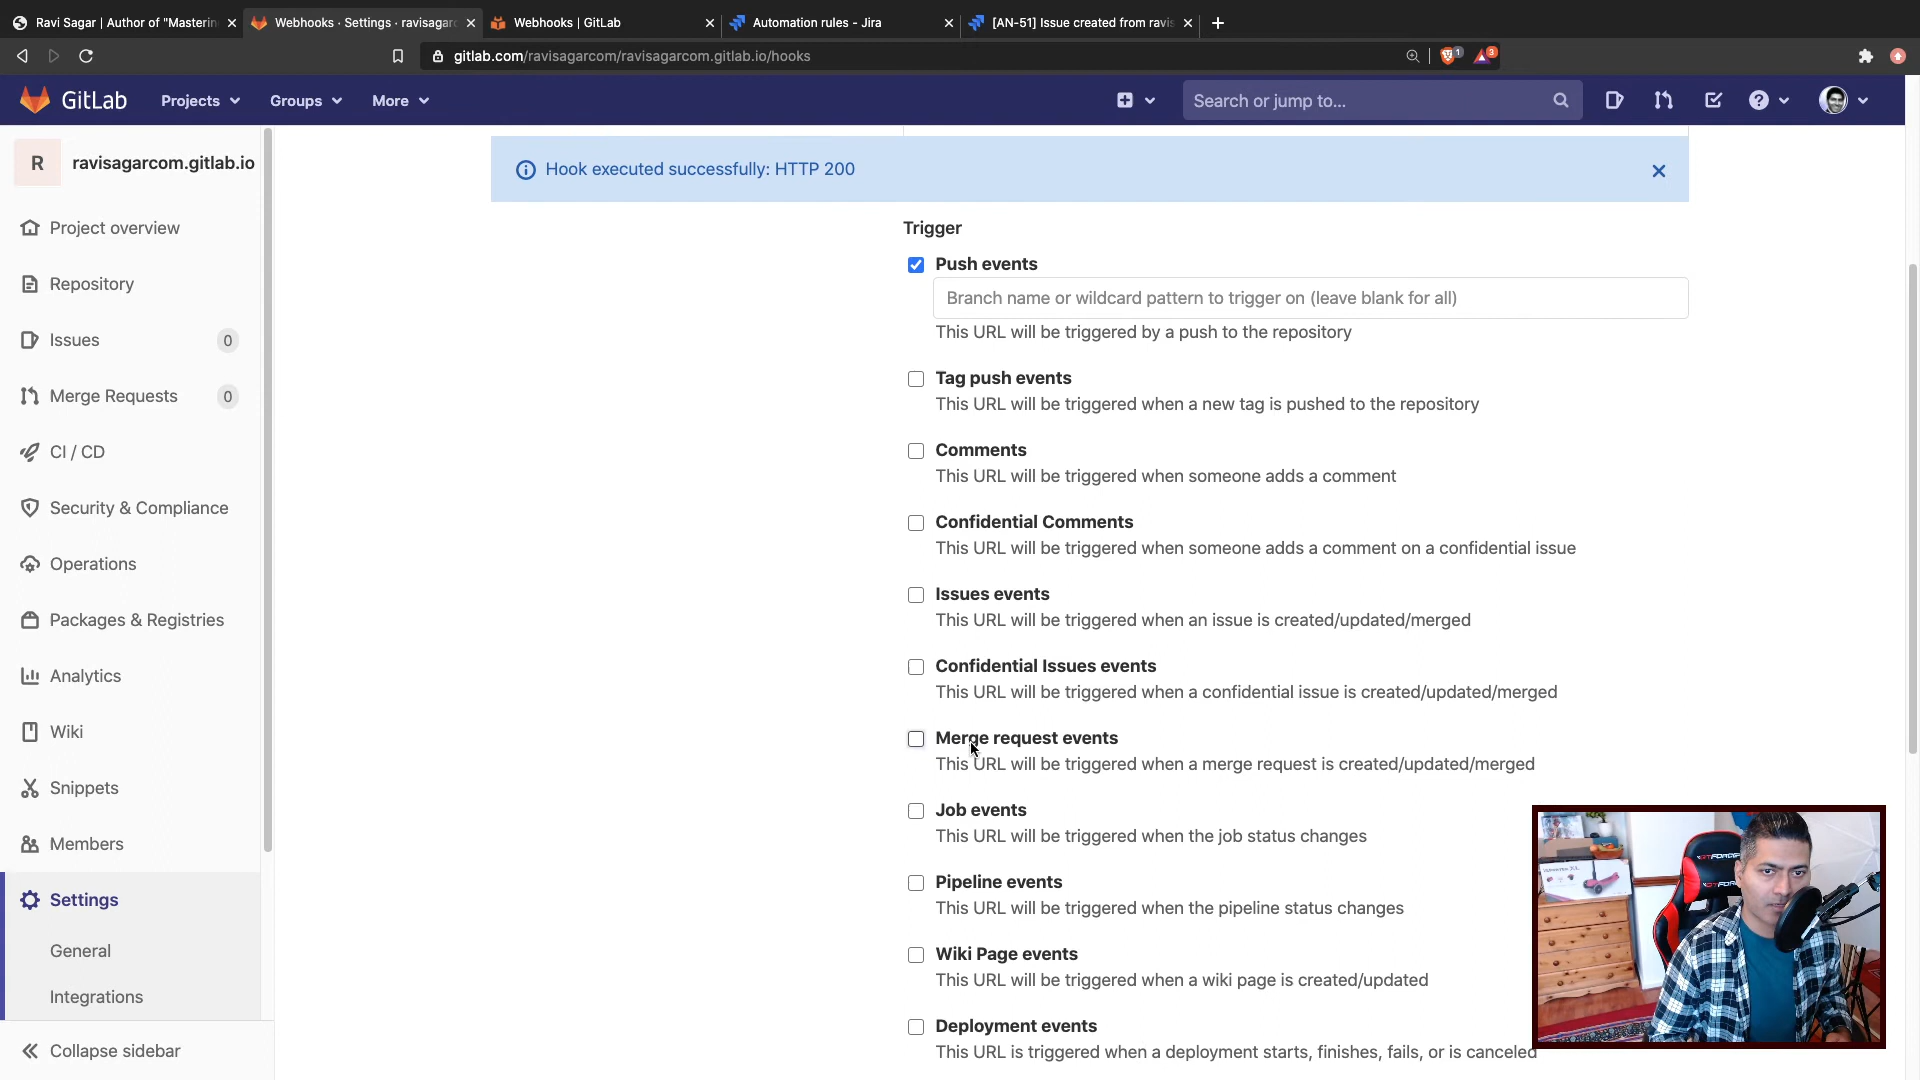 Ravi Sagar | Author of "Masterin
Webhooks · Settings · ravisagar
Webhooks | GitLab
Automation rules - Jira
[AN-51] Issue created from ravis
gitlab.com/ravisagarcom/ravisagarcom.gitlab.io/hooks
1
3
GitLab
Projects
Groups
More
Search or jump to...
R
ravisagarcom.gitlab.io
Project overview
Repository
Issues
0
Merge Requests
0
CI / CD
Security & Compliance
Operations
Packages & Registries
Analytics
Wiki
Snippets
Members
Settings
General
Integrations
Collapse sidebar
Hook executed successfully: HTTP 200
Trigger
Push events
Branch name or wildcard pattern to trigger on (leave blank for all)
This URL will be triggered by a push to the repository
Tag push events
This URL will be triggered when a new tag is pushed to the repository
Comments
This URL will be triggered when someone adds a comment
Confidential Comments
This URL will be triggered when someone adds a comment on a confidential issue
Issues events
This URL will be triggered when an issue is created/updated/merged
Confidential Issues events
This URL will be triggered when a confidential issue is created/updated/merged
Merge request events
This URL will be triggered when a merge request is created/updated/merged
Job events
This URL will be triggered when the job status changes
Pipeline events
This URL will be triggered when the pipeline status changes
Wiki Page events
This URL will be triggered when a wiki page is created/updated
Deployment events
This URL is triggered when a deployment starts, finishes, fails, or is canceled